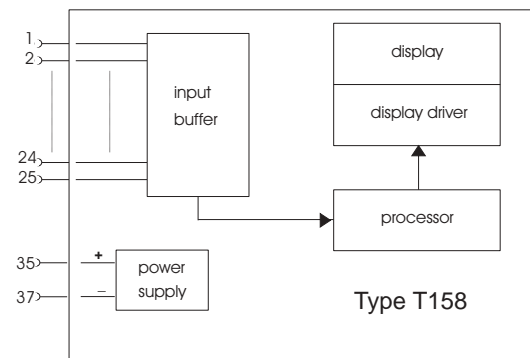 1
2
24
25
35
37
input
buffer
display
display driver
processor
+
power
–
supply
Type T158